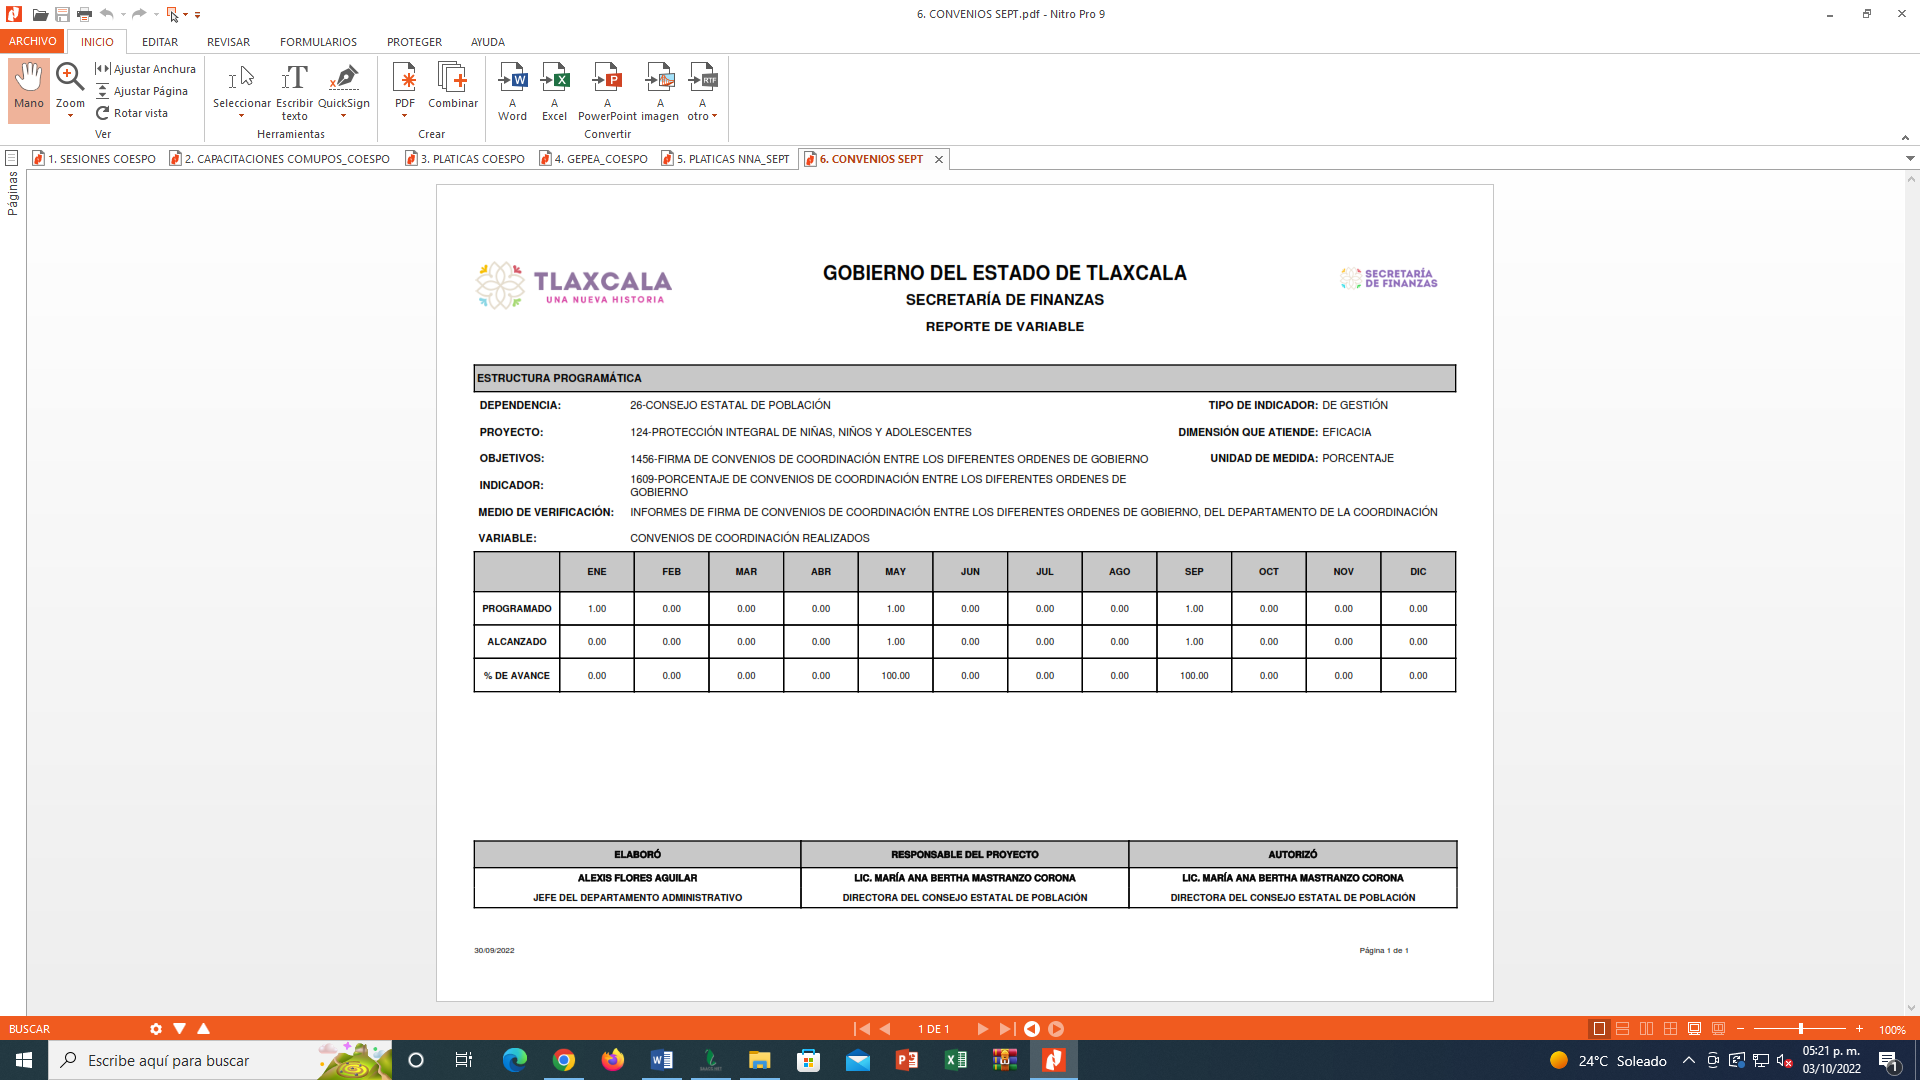 6. CONVENIOS SEPT.pdf - Nitro Pro 9
ARCHIVO INICIO EDITAR REVISAR FORMULARIOS PROTEGER AYUDA
Mano
Zoom
Ajustar Anchura
Ajustar Página
Rotar vista
Ver
Seleccionar
Escribir texto
QuickSign
Herramientas
PDF
Combinar
Crear
A Word
A Excel
A PowerPoint
A imagen
A otro
Convertir
1. SESIONES COESPO
2. CAPACITACIONES COMUPOS_COESPO
3. PLATICAS COESPO
4. GEPEA_COESPO
5. PLATICAS NNA_SEPT
6. CONVENIOS SEPT
Páginas
TLAXCALA
UNA NUEVA HISTORIA
GOBIERNO DEL ESTADO DE TLAXCALA
SECRETARÍA DE FINANZAS
REPORTE DE VARIABLE
SECRETARÍA
DE FINANZAS
ESTRUCTURA PROGRAMÁTICA
DEPENDENCIA: 26-CONSEJO ESTATAL DE POBLACIÓN TIPO DE INDICADOR: DE GESTIÓN
PROYECTO: 124-PROTECCIÓN INTEGRAL DE NIÑAS, NIÑOS Y ADOLESCENTES DIMENSIÓN QUE ATIENDE: EFICACIA
OBJETIVOS: 1456-FIRMA DE CONVENIOS DE COORDINACIÓN ENTRE LOS DIFERENTES ORDENES DE GOBIERNO UNIDAD DE MEDIDA: PORCENTAJE
INDICADOR: 1609-PORCENTAJE DE CONVENIOS DE COORDINACIÓN ENTRE LOS DIFERENTES ORDENES DE
GOBIERNO
MEDIO DE VERIFICACIÓN: INFORMES DE FIRMA DE CONVENIOS DE COORDINACIÓN ENTRE LOS DIFERENTES ORDENES DE GOBIERNO, DEL DEPARTAMENTO DE LA COORDINACIÓN
VARIABLE: CONVENIOS DE COORDINACIÓN REALIZADOS
ENE FEB MAR ABR MAY JUN JUL AGO SEP OCT NOV DIC
PROGRAMADO 1.00 0.00 0.00 0.00 1.00 0.00 0.00 0.00 1.00 0.00 0.00 0.00
ALCANZADO 0.00 0.00 0.00 0.00 1.00 0.00 0.00 0.00 1.00 0.00 0.00 0.00
% DE AVANCE 0.00 0.00 0.00 0.00 100.00 0.00 0.00 0.00 100.00 0.00 0.00 0.00
ELABORÓ RESPONSABLE DEL PROYECTO AUTORIZÓ
ALEXIS FLORES AGUILAR LIC. MARÍA ANA BERTHA MASTRANZO CORONA LIC. MARÍA ANA BERTHA MASTRANZO CORONA
JEFE DEL DEPARTAMENTO ADMINISTRATIVO DIRECTORA DEL CONSEJO ESTATAL DE POBLACIÓN DIRECTORA DEL CONSEJO ESTATAL DE POBLACIÓN
30/09/2022 Página 1 de 1
BUSCAR 1 DE 1 100%
Escribe aquí para buscar
24°C Soleado
05:21 p. m.
03/10/2022
1